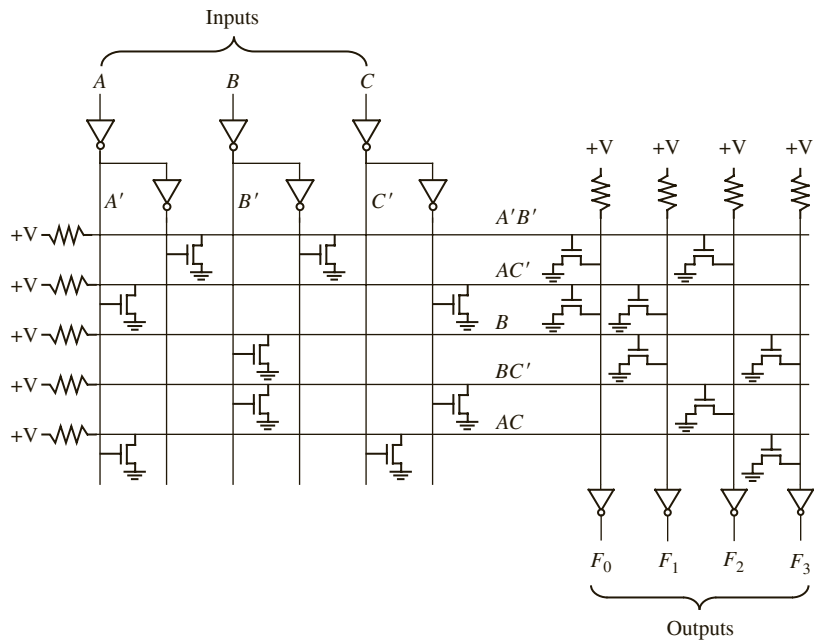 Inputs
A B C
+V +V +V +V
A′ B′ C′
A′B′
+V
AC′
+V
B
+V
BC′
+V
AC
+V
F0 F1 F2 F3
Outputs